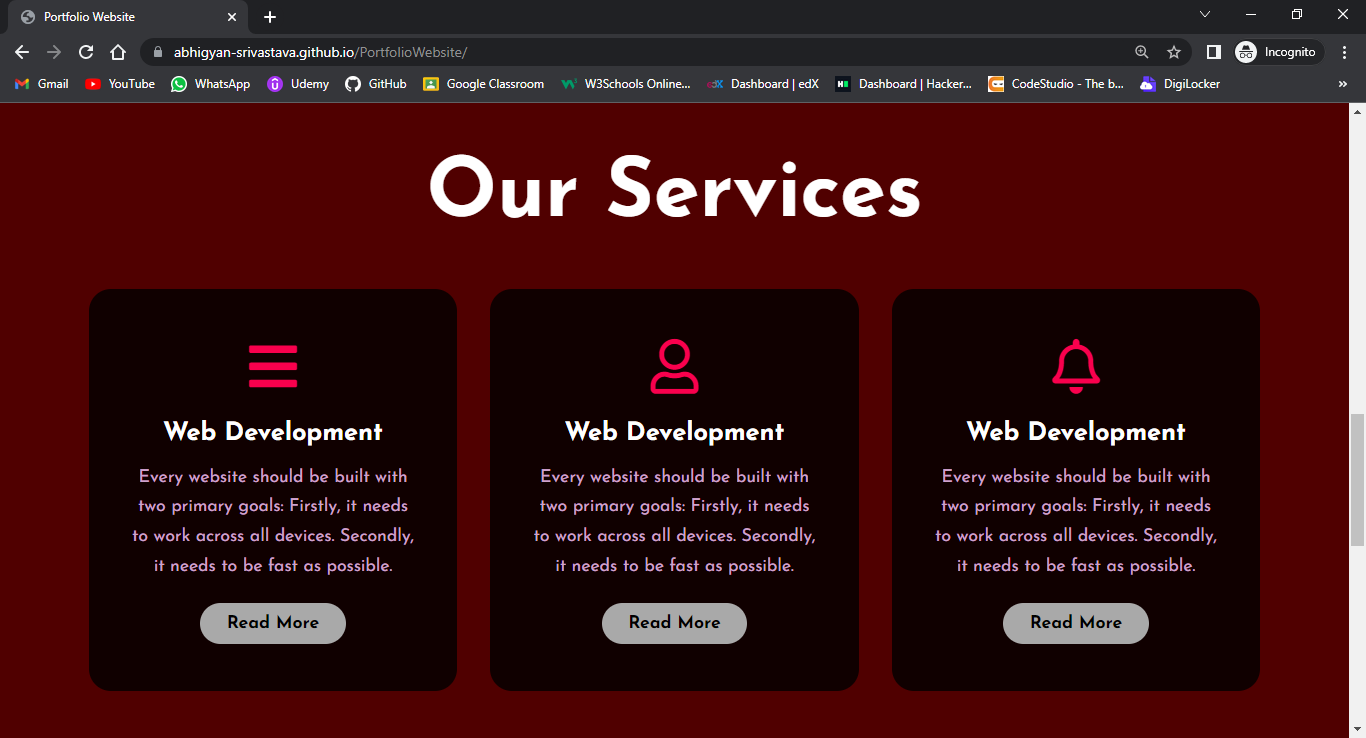 Portfolio Website
abhigyan-srivastava.github.io/PortfolioWebsite/
Incognito
Gmail YouTube WhatsApp Udemy GitHub Google Classroom W3Schools Online... Dashboard | edX Dashboard | Hacker... CodeStudio - The b... DigiLocker »
Our Services
Web Development
Every website should be built with
two primary goals: Firstly, it needs
to work across all devices. Secondly,
it needs to be fast as possible.
Read More
Web Development
Every website should be built with
two primary goals: Firstly, it needs
to work across all devices. Secondly,
it needs to be fast as possible.
Read More
Web Development
Every website should be built with
two primary goals: Firstly, it needs
to work across all devices. Secondly,
it needs to be fast as possible.
Read More